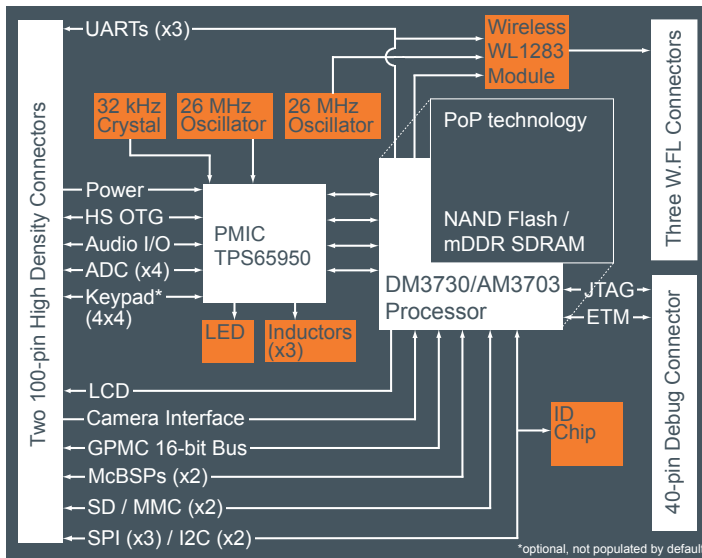 UARTs (x3)
Wireless
WL1283
Module
32 kHz
Crystal
26 MHz
Oscillator
26 MHz
Oscillator
PoP technology
NAND Flash /
mDDR SDRAM
Two 100-pin High Density Connectors
Three W.FL Connectors
Power
HS OTG
Audio I/O
ADC (x4)
Keypad*
(4x4)
PMIC
TPS65950
DM3730/AM3703
Processor
JTAG
ETM
40-pin Debug Connector
LED
Inductors
(x3)
LCD
Camera Interface
GPMC 16-bit Bus
McBSPs (x2)
SD / MMC (x2)
SPI (x3) / I2C (x2)
ID
Chip
*optional, not populated by default